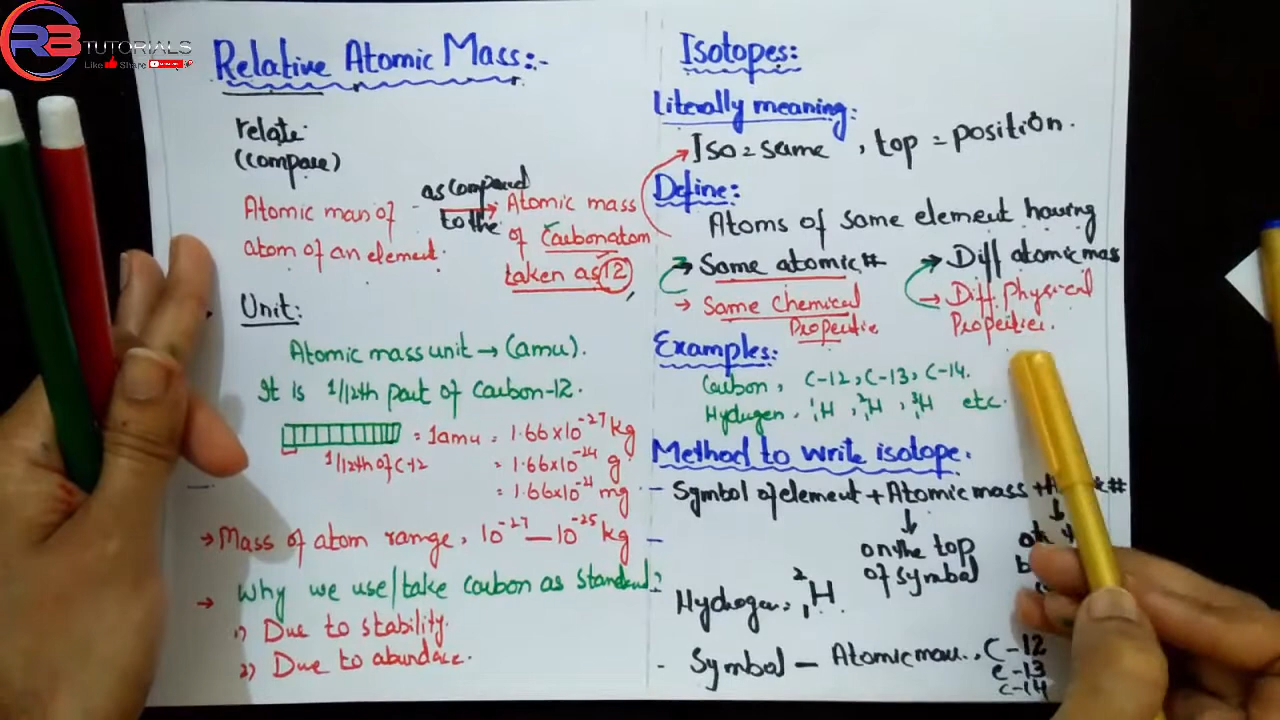 RB TUTORIALS
Like Share
Relative Atomic Mass:-
relate
(compare)
Atomic mas of
atom of an element.
as compared
to the
Atomic mass
of Carbon atom
taken as 12
Unit:
Atomic mass unit → (amu).
It is 1/12th part of Carbon-12.
= 1amu = 1.66x10⁻²⁷ kg
1/12th of C-12
= 1.66x10⁻²⁴ g
= 1.66x10⁻²¹ mg
→ Mass of atom range, 10⁻²⁷ — 10⁻²⁵ kg
→ Why we use/take carbon as standard?
1) Due to stability.
2) Due to abundace.
Isotopes:
Literally meaning:
Iso = same , top = position.
Define:
Atoms of same element having
→ Same atomic #
→ Same Chemical
Propertie
→ Diff atomic mas
→ Diff. physical
Properties.
Examples:
Carbon, C-12, C-13, C-14.
Hydrogen, ¹₁H, ²₁H, ³₁H etc.
Method to write isotope.
- Symbol of element + Atomic mass + #
on the top
of symbol
Hydrogen, ²₁H.
- Symbol — Atomic mass, C-12
C-13
C-14